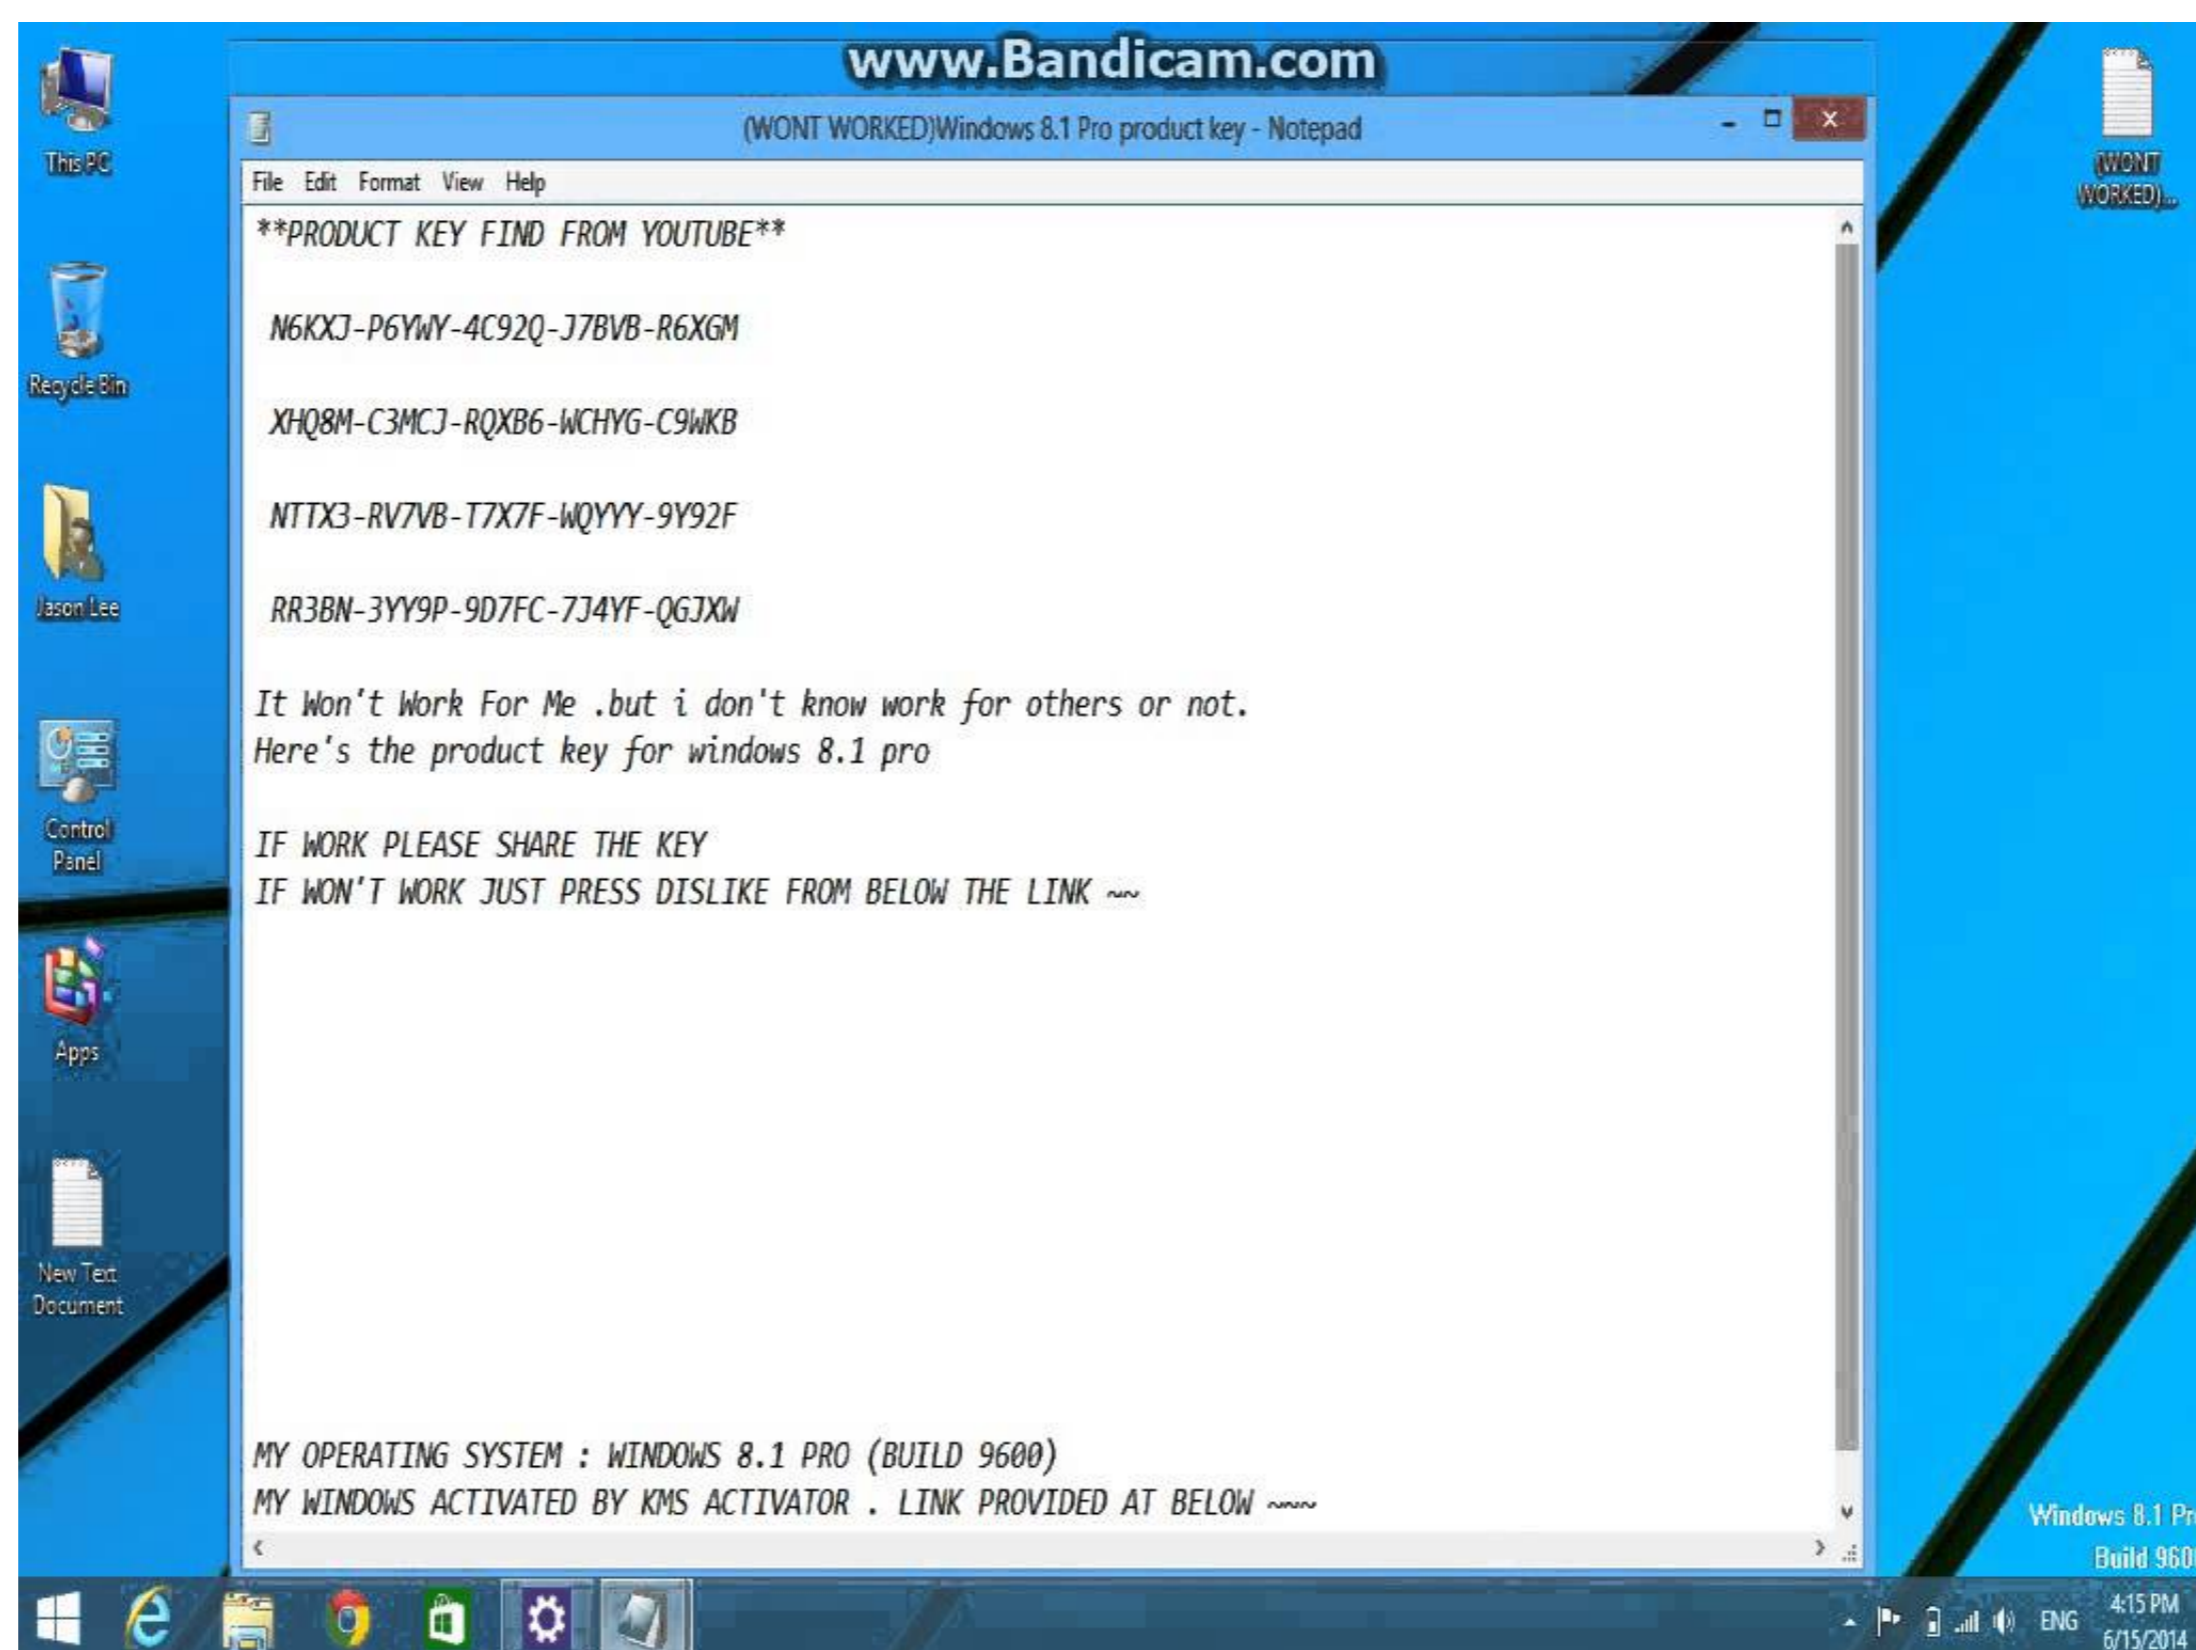 www.Bandicam.com
(WONT WORKED)Windows 8.1 Pro product key - Notepad
File Edit Format View Help
**PRODUCT KEY FIND FROM YOUTUBE**
N6KXJ-P6YWY-4C92Q-J7BVB-R6XGM
XHQ8M-C3MCJ-RQXB6-WCHYG-C9WKB
NTTX3-RV7VB-T7X7F-WQYYY-9Y92F
RR3BN-3YY9P-9D7FC-7J4YF-QGJXW
It Won't Work For Me .but i don't know work for others or not.
Here's the product key for windows 8.1 pro
IF WORK PLEASE SHARE THE KEY
IF WON'T WORK JUST PRESS DISLIKE FROM BELOW THE LINK ~~
MY OPERATING SYSTEM : WINDOWS 8.1 PRO (BUILD 9600)
MY WINDOWS ACTIVATED BY KMS ACTIVATOR . LINK PROVIDED AT BELOW ~~~
This PC
Recycle Bin
Jason Lee
Control
Panel
Apps
New Text
Document
(WONT
WORKED)...
Windows 8.1 Pr
Build 960
ENG
4:15 PM
6/15/2014